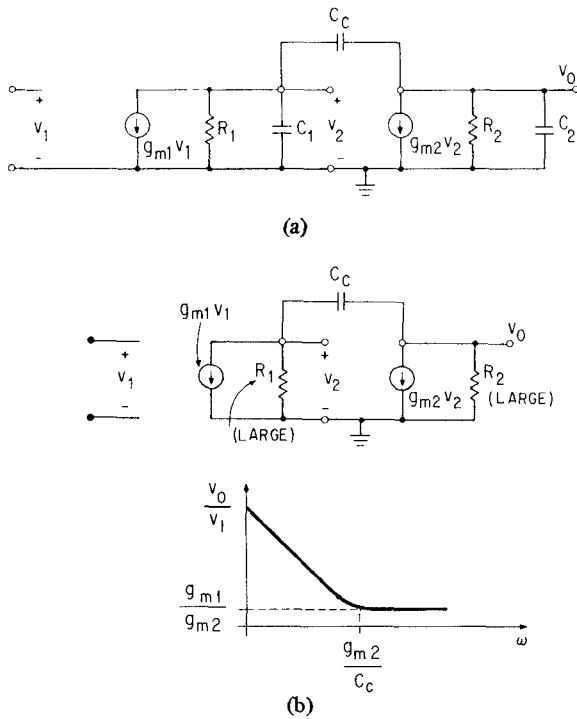 C_C
V_O
+
V_1
-
g_m1 V_1
R_1
C_1
+
V_2
-
g_m2 V_2
R_2
C_2
(a)
C_C
g_m1 V_1
V_O
+
V_1
-
R_1
(LARGE)
+
V_2
-
g_m2 V_2
R_2
(LARGE)
V_O
V_1
g_m1
g_m2
g_m2
C_C
ω
(b)